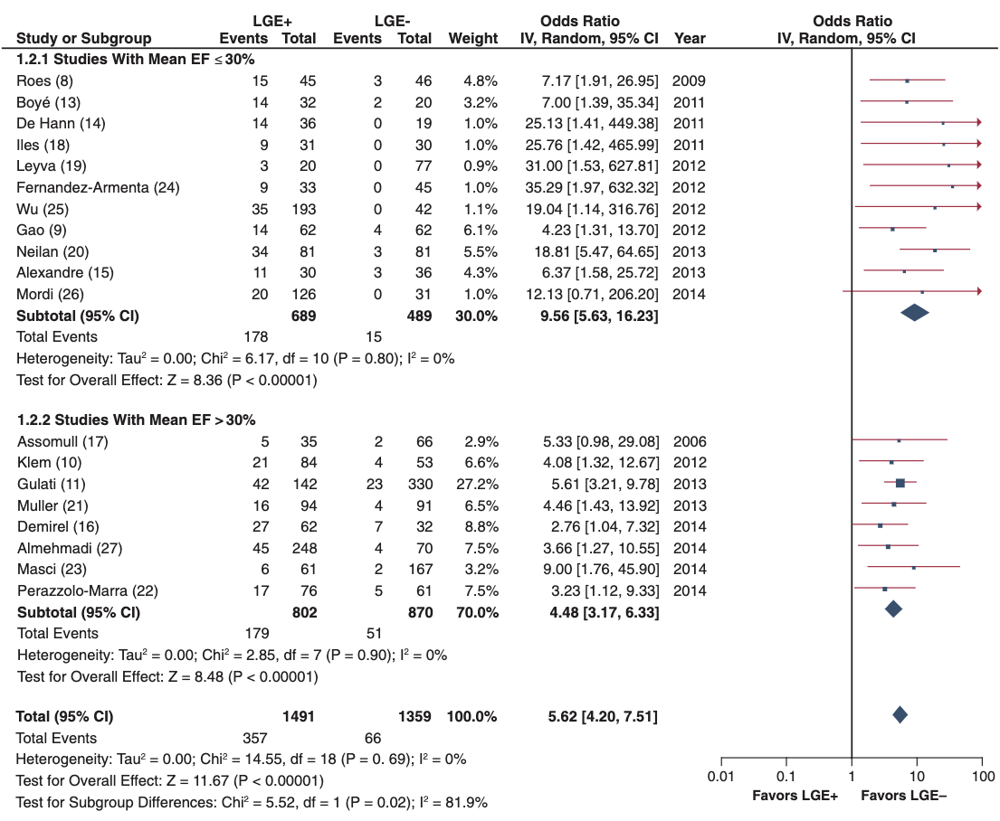 LGE+ LGE- Odds Ratio Odds Ratio
Study or Subgroup Events Total Events Total Weight IV, Random, 95% CI Year IV, Random, 95% CI
1.2.1 Studies With Mean EF ≤ 30%
Roes (8) 15 45 3 46 4.8% 7.17 [1.91, 26.95] 2009
Boyé (13) 14 32 2 20 3.2% 7.00 [1.39, 35.34] 2011
De Hann (14) 14 36 0 19 1.0% 25.13 [1.41, 449.38] 2011
Iles (18) 9 31 0 30 1.0% 25.76 [1.42, 465.99] 2011
Leyva (19) 3 20 0 77 0.9% 31.00 [1.53, 627.81] 2012
Fernandez-Armenta (24) 9 33 0 45 1.0% 35.29 [1.97, 632.32] 2012
Wu (25) 35 193 0 42 1.1% 19.04 [1.14, 316.76] 2012
Gao (9) 14 62 4 62 6.1% 4.23 [1.31, 13.70] 2012
Neilan (20) 34 81 3 81 5.5% 18.81 [5.47, 64.65] 2013
Alexandre (15) 11 30 3 36 4.3% 6.37 [1.58, 25.72] 2013
Mordi (26) 20 126 0 31 1.0% 12.13 [0.71, 206.20] 2014
Subtotal (95% CI) 689 489 30.0% 9.56 [5.63, 16.23]
Total Events 178 15
Heterogeneity: Tau² = 0.00; Chi² = 6.17, df = 10 (P = 0.80); I² = 0%
Test for Overall Effect: Z = 8.36 (P < 0.00001)
1.2.2 Studies With Mean EF > 30%
Assomull (17) 5 35 2 66 2.9% 5.33 [0.98, 29.08] 2006
Klem (10) 21 84 4 53 6.6% 4.08 [1.32, 12.67] 2012
Gulati (11) 42 142 23 330 27.2% 5.61 [3.21, 9.78] 2013
Muller (21) 16 94 4 91 6.5% 4.46 [1.43, 13.92] 2013
Demirel (16) 27 62 7 32 8.8% 2.76 [1.04, 7.32] 2014
Almehmadi (27) 45 248 4 70 7.5% 3.66 [1.27, 10.55] 2014
Masci (23) 6 61 2 167 3.2% 9.00 [1.76, 45.90] 2014
Perazzolo-Marra (22) 17 76 5 61 7.5% 3.23 [1.12, 9.33] 2014
Subtotal (95% CI) 802 870 70.0% 4.48 [3.17, 6.33]
Total Events 179 51
Heterogeneity: Tau² = 0.00; Chi² = 2.85, df = 7 (P = 0.90); I² = 0%
Test for Overall Effect: Z = 8.48 (P < 0.00001)
Total (95% CI) 1491 1359 100.0% 5.62 [4.20, 7.51]
Total Events 357 66
Heterogeneity: Tau² = 0.00; Chi² = 14.55, df = 18 (P = 0. 69); I² = 0%
Test for Overall Effect: Z = 11.67 (P < 0.00001)
Test for Subgroup Differences: Chi² = 5.52, df = 1 (P = 0.02); I² = 81.9%
0.01 0.1 1 10 100
Favors LGE+ Favors LGE−